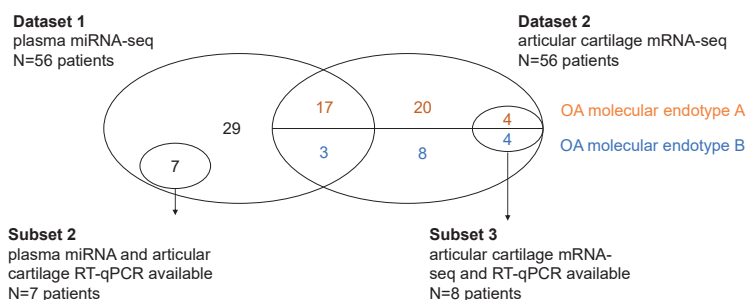 Dataset 1
plasma miRNA-seq
N=56 patients
Dataset 2
articular cartilage mRNA-seq
N=56 patients
17
20
4
OA molecular endotype A
29
3
8
4
OA molecular endotype B
7
Subset 2
plasma miRNA and articular
cartilage RT-qPCR available
N=7 patients
Subset 3
articular cartilage mRNA-
seq and RT-qPCR available
N=8 patients